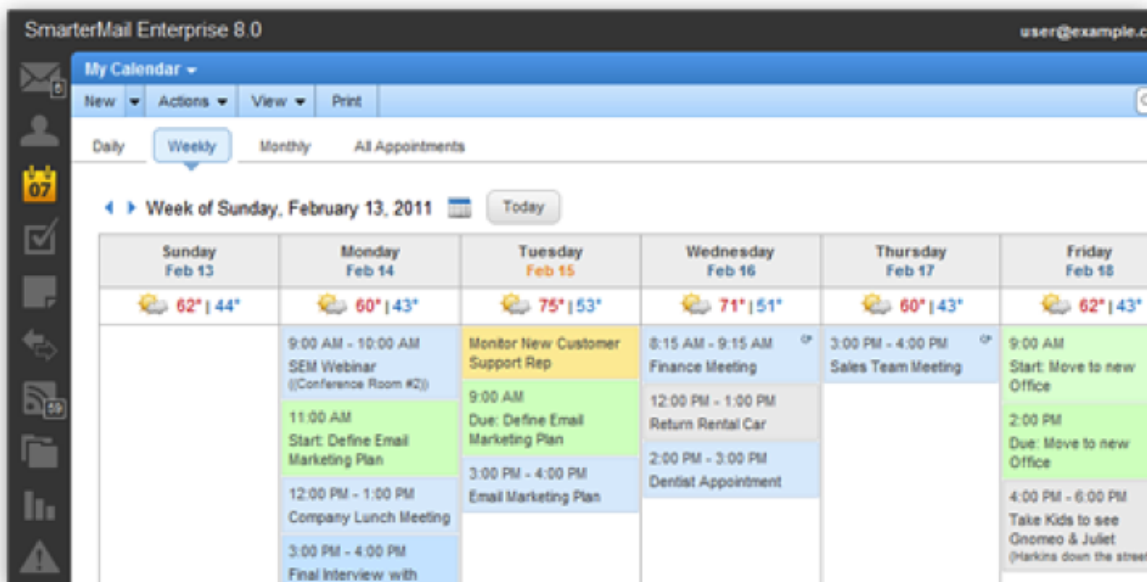 SmarterMail Enterprise 8.0
user@example.c
My Calendar
6
New Actions View Print
Daily Weekly Monthly All Appointments
07
Week of Sunday, February 13, 2011 Today
Sunday Monday Tuesday Wednesday Thursday Friday
Feb 13 Feb 14 Feb 15 Feb 16 Feb 17 Feb 18
62° | 44° 60° | 43° 75° | 53° 71° | 51° 60° | 43° 62° | 43°
9:00 AM - 10:00 AM
SEM Webinar
((Conference Room #2))
11:00 AM
Start: Define Email
Marketing Plan
12:00 PM - 1:00 PM
Company Lunch Meeting
3:00 PM - 4:00 PM
Final Interview with
Monitor New Customer
Support Rep
9:00 AM
Due: Define Email
Marketing Plan
3:00 PM - 4:00 PM
Email Marketing Plan
8:15 AM - 9:15 AM
Finance Meeting
12:00 PM - 1:00 PM
Return Rental Car
2:00 PM - 3:00 PM
Dentist Appointment
3:00 PM - 4:00 PM
Sales Team Meeting
9:00 AM
Start: Move to new
Office
2:00 PM
Due: Move to new
Office
4:00 PM - 6:00 PM
Take Kids to see
Gnomeo & Juliet
(Harkins down the street
59